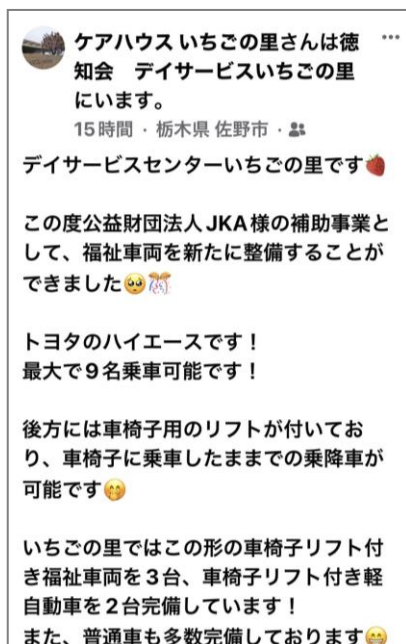 ケアハウス いちごの里さんは徳
知会　デイサービスいちごの里
にいます。
15時間 · 栃木県 佐野市 ·
デイサービスセンターいちごの里です🍓
この度公益財団法人JKA様の補助事業と
して、福祉車両を新たに整備することが
できました🥺🎊
トヨタのハイエースです！
最大で9名乗車可能です！
後方には車椅子用のリフトが付いてお
り、車椅子に乗車したままでの乗降車が
可能です🤭
いちごの里ではこの形の車椅子リフト付
き福祉車両を3台、車椅子リフト付き軽
自動車を2台完備しています！
また、普通車も多数完備しております😁